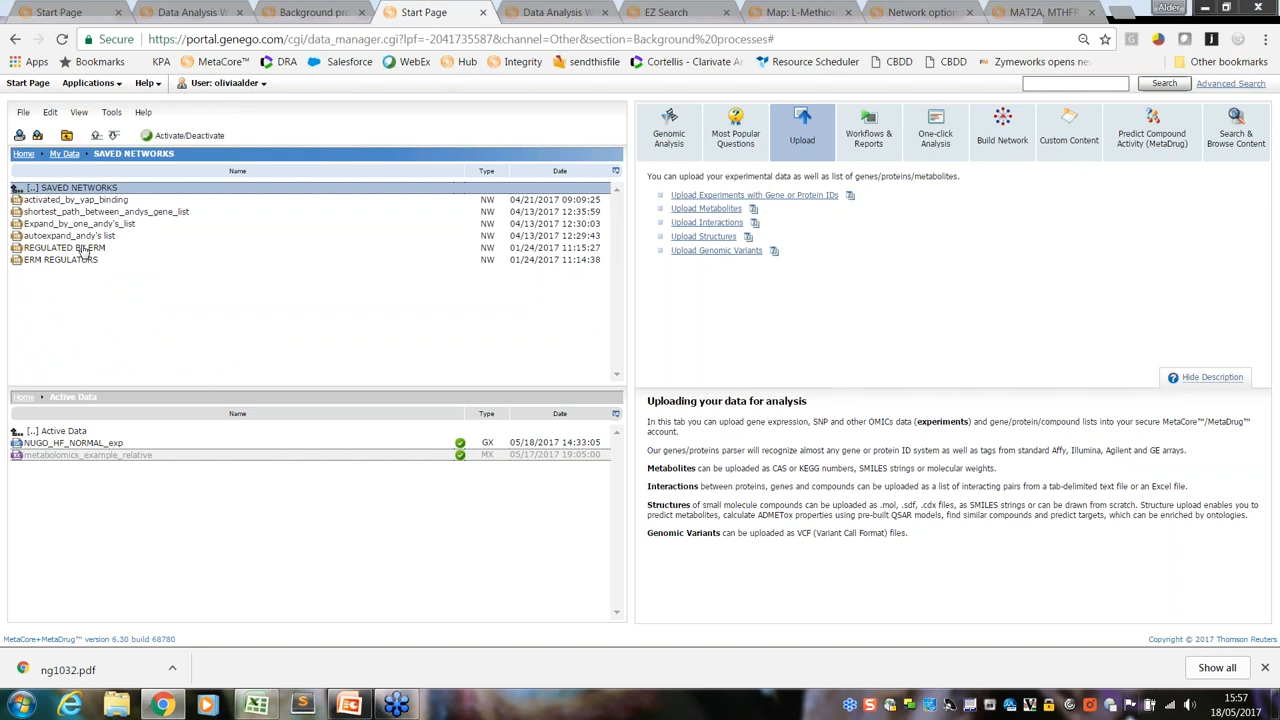 Start Page
Data Analysis W
Background pro
Start Page
Data Analysis W
EZ Search
Map: L-Methion
Network option
MAT2A, MTHFF
Alder
Secure
https://portal.genego.com/cgi/data_manager.cgi?lpf=-2041735587&channel=Other&section=Background%20processes#
Apps
Bookmarks
KPA
MetaCore™
DRA
Salesforce
WebEx
Hub
Integrity
sendthisfile
Cortellis - Clarivate A
Resource Scheduler
CBDD
CBDD
Zymeworks opens ne
Other bookmarks
Start Page
Applications
Help
User: oliviaalder
Search
Advanced Search
File Edit View Tools Help
Activate/Deactivate
Home My Data SAVED NETWORKS
Name Type Date
[..] SAVED NETWORKS
activated_by_yap_binding NW 04/21/2017 09:09:25
shortest_path_between_andys_gene_list NW 04/13/2017 12:35:59
Expand_by_one_andy's_list NW 04/13/2017 12:30:03
autoexpand_andy's list NW 04/13/2017 12:29:43
REGULATED BY ERM NW 01/24/2017 11:15:27
ERM REGULATORS NW 01/24/2017 11:14:38
Home Active Data
Name Type Date
[..] Active Data
NUGO_HF_NORMAL_exp GX 05/18/2017 14:33:05
metabolomics_example_relative MX 05/17/2017 19:05:00
Genomic Analysis
Most Popular Questions
Upload
Workflows & Reports
One-click Analysis
Build Network
Custom Content
Predict Compound Activity (MetaDrug)
Search & Browse Content
You can upload your experimental data as well as list of genes/proteins/metabolites.
Upload Experiments with Gene or Protein IDs
Upload Metabolites
Upload Interactions
Upload Structures
Upload Genomic Variants
Hide Description
Uploading your data for analysis
In this tab you can upload gene expression, SNP and other OMICs data (experiments) and gene/protein/compound lists into your secure MetaCore™/MetaDrug™
account.
Our genes/proteins parser will recognize almost any gene or protein ID system as well as tags from standard Affy, Illumina, Agilent and GE arrays.
Metabolites can be uploaded as CAS or KEGG numbers, SMILES strings or molecular weights.
Interactions between proteins, genes and compounds can be uploaded as a list of interacting pairs from a tab-delimited text file or an Excel file.
Structures of small molecule compounds can be uploaded as .mol, .sdf, .cdx files, as SMILES strings or can be drawn from scratch. Structure upload enables you to
predict metabolites, calculate ADMETox properties using pre-built QSAR models, find similar compounds and predict targets, which can be enriched by ontologies.
Genomic Variants can be uploaded as VCF (Variant Call Format) files.
MetaCore+MetaDrug™ version 6.30 build 68780
Copyright © 2017 Thomson Reuters
ng1032.pdf
Show all
15:57
18/05/2017